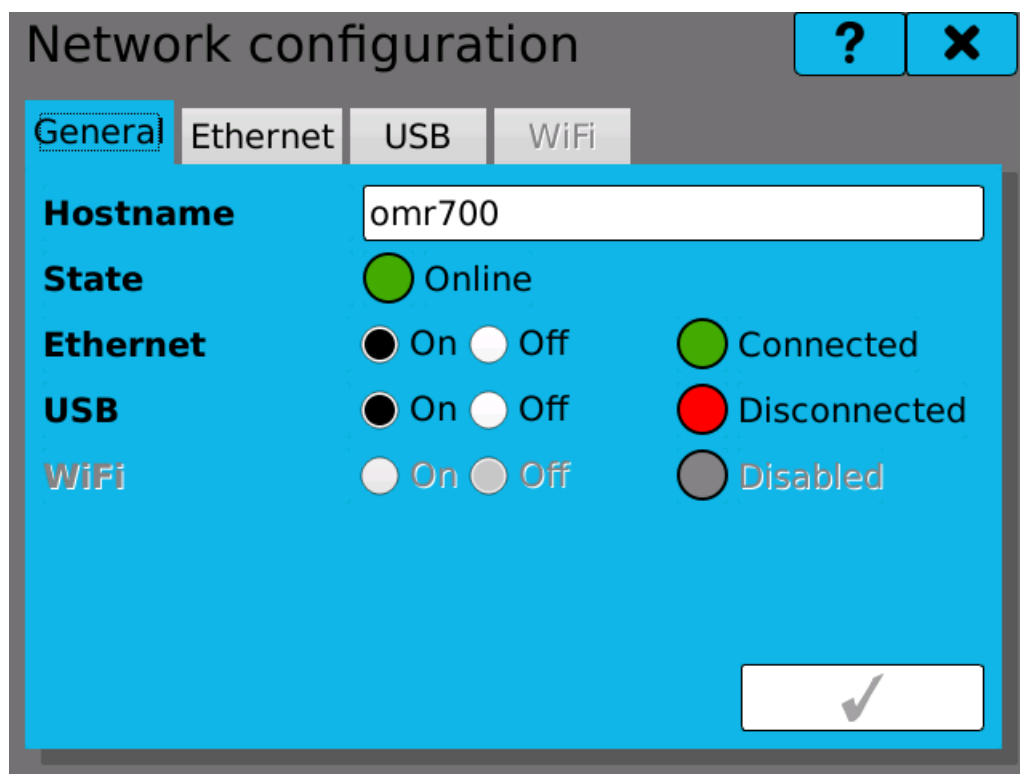 Network configuration ? ✖
General Ethernet USB WiFi
Hostname omr700
State Online
Ethernet On Off Connected
USB On Off Disconnected
WiFi On Off Disabled
✓